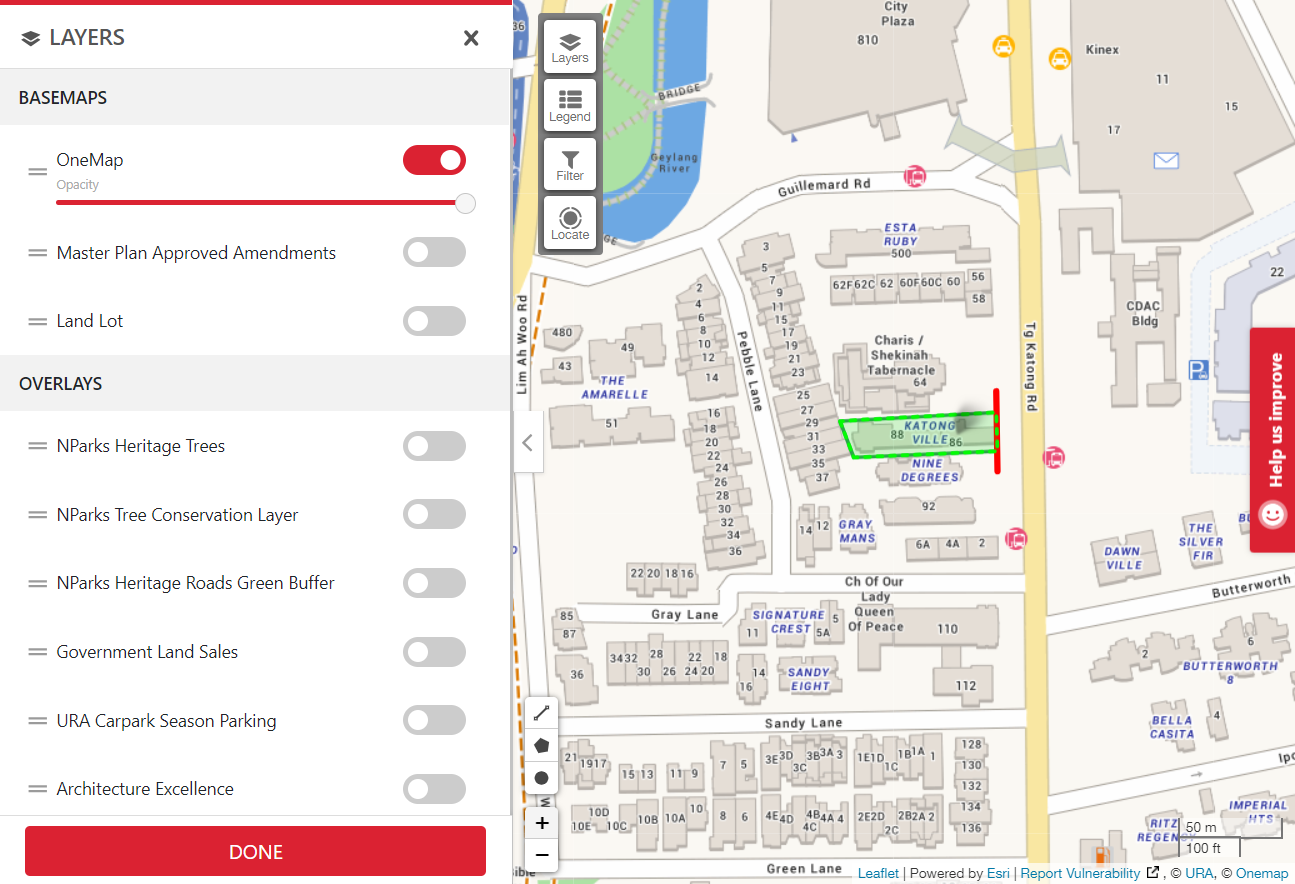 LAYERS
BASEMAPS
OneMap
Opacity
Master Plan Approved Amendments
Land Lot
OVERLAYS
NParks Heritage Trees
NParks Tree Conservation Layer
NParks Heritage Roads Green Buffer
Government Land Sales
URA Carpark Season Parking
Architecture Excellence
DONE
Layers
Legend
Filter
Locate
36
City
Plaza
810
Kinex
11
15
17
BRIDGE
Geylang
River
Guillemard Rd
ESTA
RUBY
500
62F 62C 62 60F 60C 60 56
58
22
CDAC
Bldg
Lim Ah Woo Rd
Pebble Lane
Tg Katong Rd
3
5
7
9
11
15
17
19
21
23
25
27
29
31
33
35
37
2
4
6
8
10
12
14
16
18
20
22
24
26
28
30
32
34
36
480
49
43
THE
AMARELLE
51
Charis /
Shekinah
Tabernacle
64
KATONG
VILLE
88
86
NINE
DEGREES
92
14 12
GRAY
MANS
6A 4A 2
Help us improve
DAWN
VILLE
THE
SILVER
FIR
22 20 18 16
Ch Of Our
Lady
Queen
Of Peace
Butterworth
Gray Lane
85
87
36
SIGNATURE
CREST
11
5
5A
110
112
34 32 28 22 18
30 26 24 20
14
16
SANDY
EIGHT
2
6
BUTTERWORTH
8
BELLA
CASITA
4
Sandy Lane
21 19 17
15 13
11 9
7 5
3E 3D 3B 3A 3
3C
1E 1D 1B 1A 1
1C
128
130
132
134
136
10D
10E 10C 10B 10A 10
8 6
4E 4D 4B 4A 4
4C
2E 2D 2B 2A 2
2C
IMPERIAL
HTS
RITZ
REGENCY
50 m
100 ft
Green Lane
Leaflet | Powered by Esri | Report Vulnerability , © URA, © Onemap